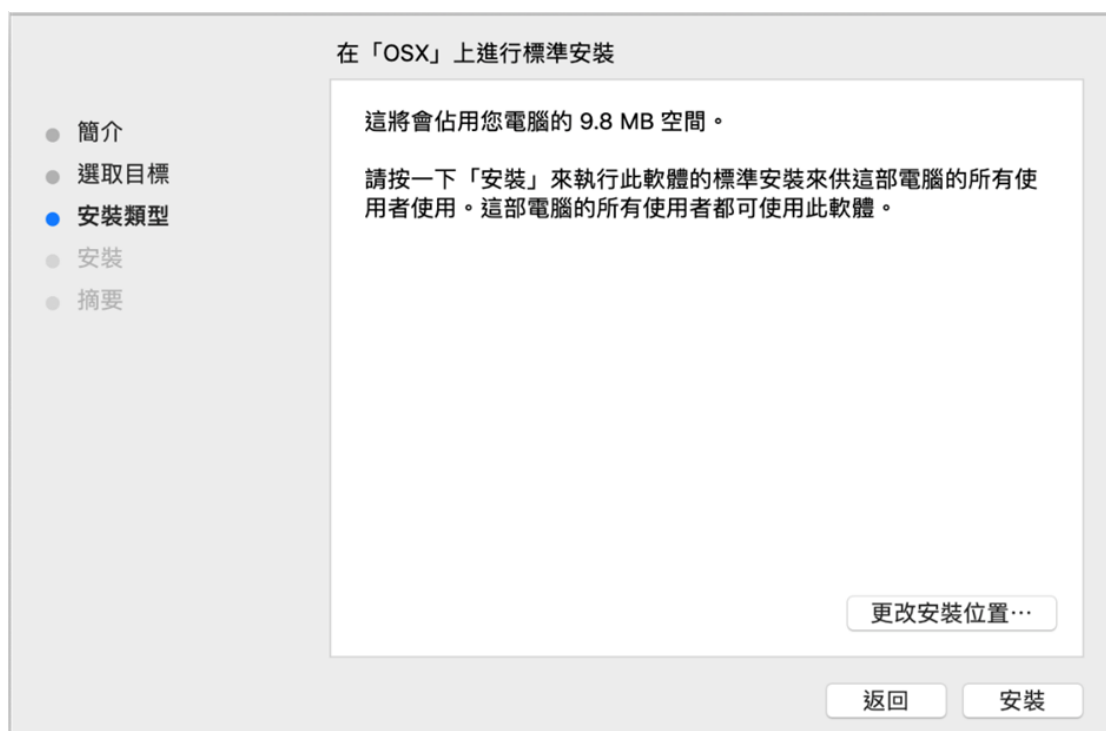 在「OSX」上進行標準安裝
簡介
選取目標
安裝類型
安裝
摘要
這將會佔用您電腦的 9.8 MB 空間。
請按一下「安裝」來執行此軟體的標準安裝來供這部電腦的所有使
用者使用。這部電腦的所有使用者都可使用此軟體。
更改安裝位置⋯
返回
安裝